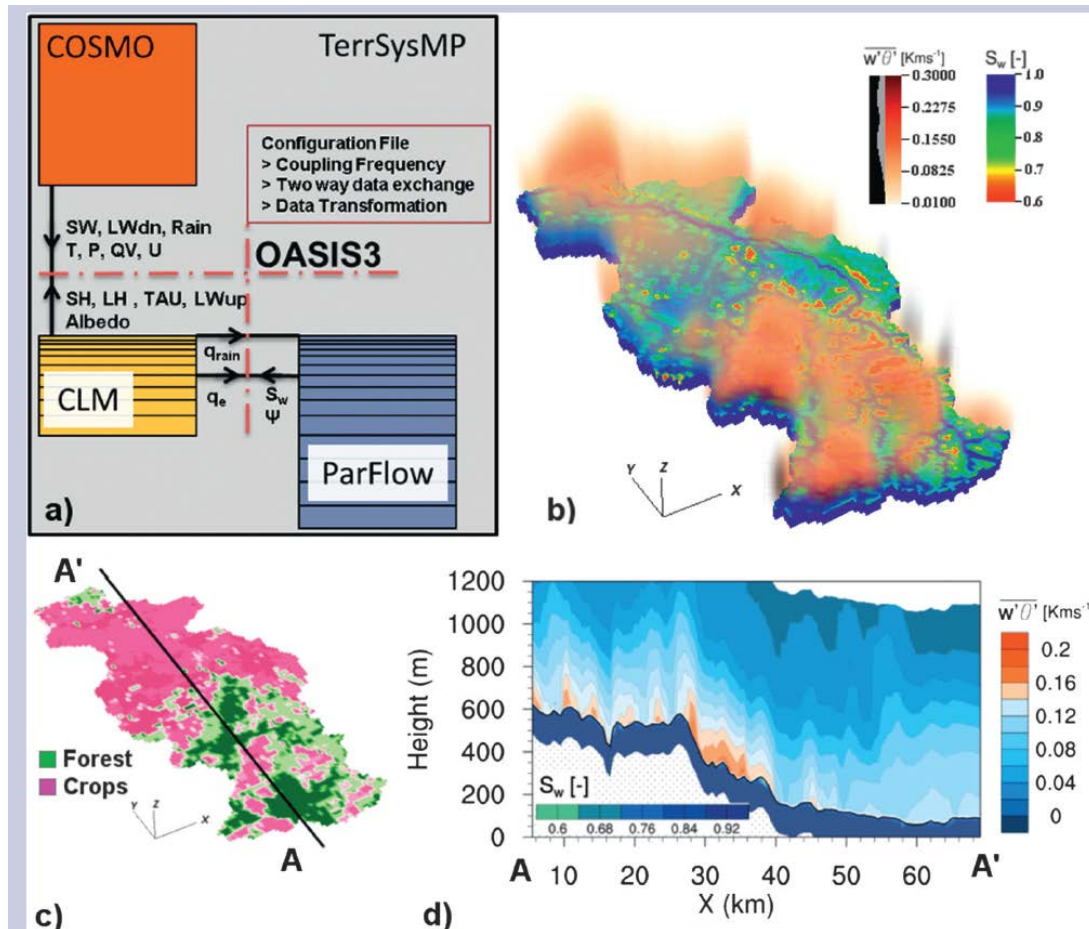 COSMO
TerrSysMP
Configuration File
> Coupling Frequency
> Two way data exchange
> Data Transformation
SW, LWdn, Rain
T, P, QV, U
OASIS3
SH, LH , TAU, LWup
Albedo
q_rain
CLM
q_e
S_w
Ψ
ParFlow
a)
w'θ' [Kms⁻¹]
0.3000
0.2275
0.1550
0.0825
0.0100
S_w [-]
1.0
0.9
0.8
0.7
0.6
Y
Z
X
b)
A'
Forest
Crops
Y
Z
X
A
c)
1200
1000
800
600
400
200
0
Height (m)
S_w [-]
0.6 0.68 0.76 0.84 0.92
A 10 20 30 40 50 60 A'
X (km)
w'θ' [Kms⁻¹]
0.2
0.16
0.12
0.08
0.04
0
d)